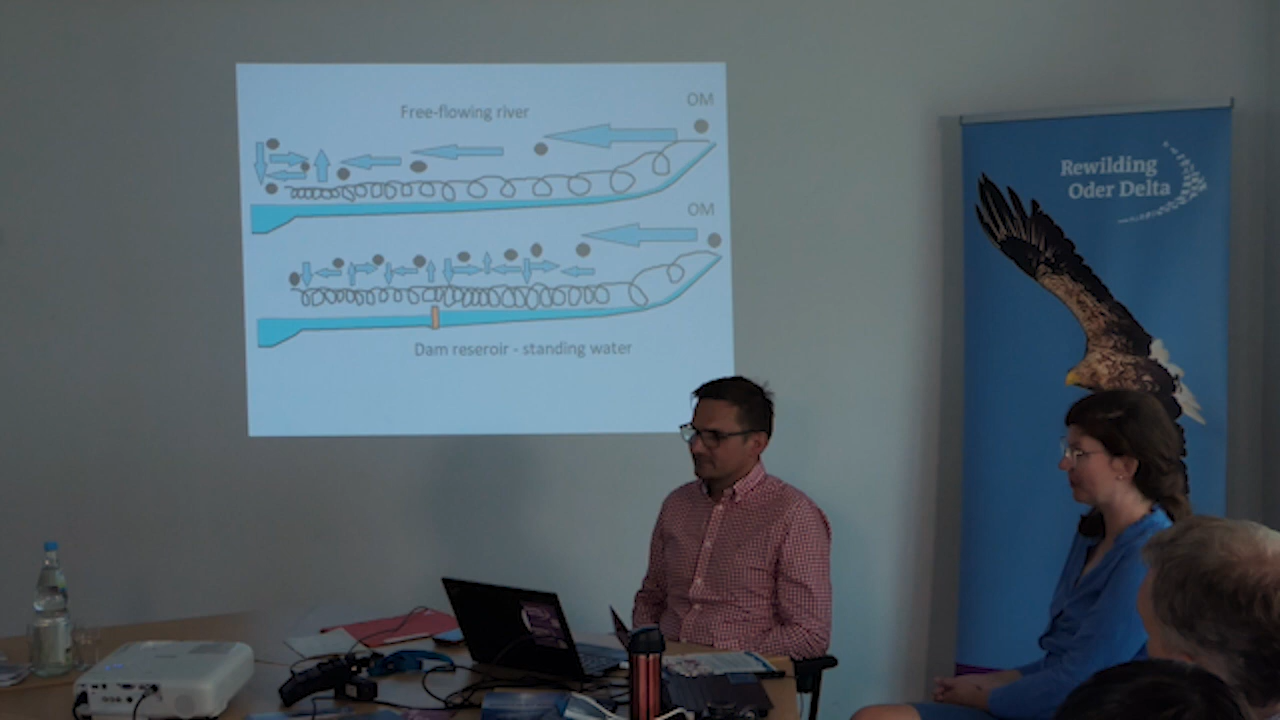 Free-flowing river
OM
OM
Dam reseroir - standing water
Rewilding
Oder Delta